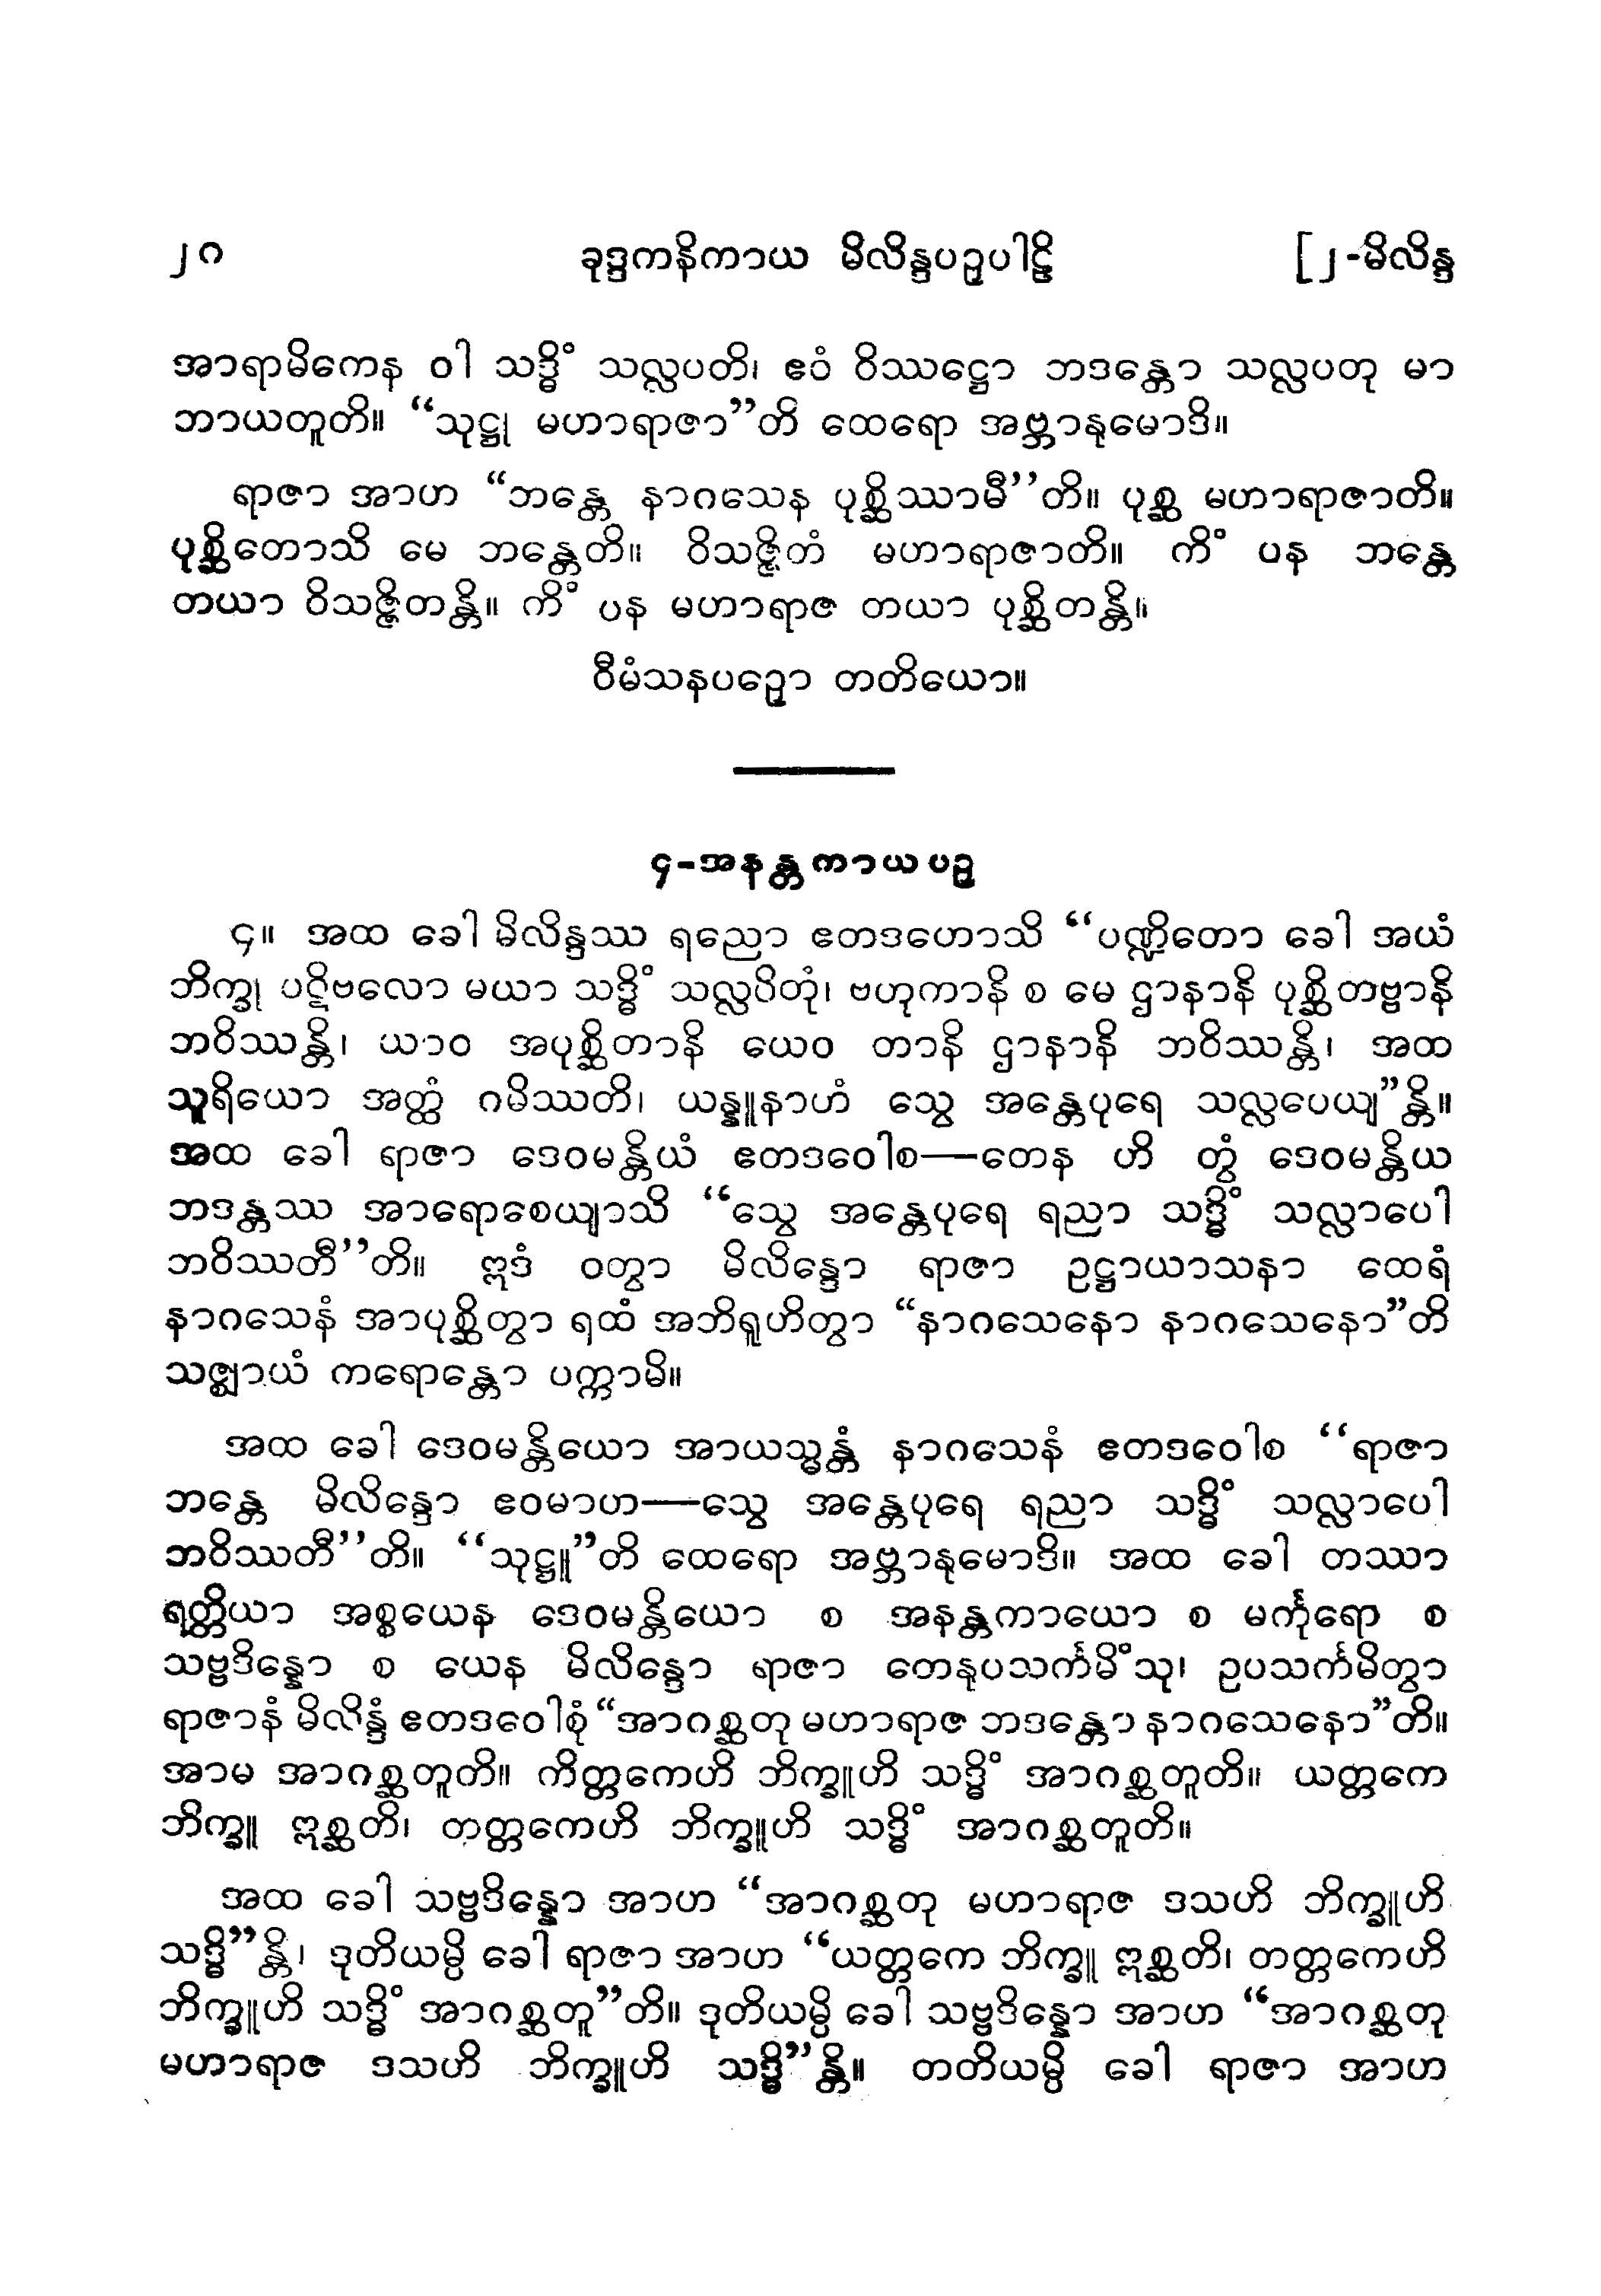 ၂၈ ခုဒ္ဒကနိကာယ မိလိန္ဒပဉှပါဠိ [၂-မိလိန္ဒ
အာရာမိကေန ဝါ သဒ္ဓိံ သလ္လပတိ၊ ဧဝံ ဝိဿဋ္ဌော ဘဒန္တော သလ္လပတု မာ
ဘာယတူတိ။ “သုဋ္ဌု မဟာရာဇာ”တိ ထေရော အဗ္ဘာနုမောဒိ။
ရာဇာ အာဟ “ဘန္တေ နာဂသေန ပုစ္ဆိဿာမီ”တိ။ ပုစ္ဆ မဟာရာဇာတိ။
ပုစ္ဆိတောသိ မေ ဘန္တေတိ။ ဝိသဇ္ဇိတံ မဟာရာဇာတိ။ ကိံ ပန ဘန္တေ
တယာ ဝိသဇ္ဇိတန္တိ။ ကိံ ပန မဟာရာဇ တယာ ပုစ္ဆိတန္တိ။
ဝီမံသနပဉှော တတိယော။
၄-အနန္တကာယပဉှ
၄။ အထ ခေါ မိလိန္ဒဿ ရညော ဧတဒဟောသိ “ပဏ္ဍိတော ခေါ အယံ
ဘိက္ခု ပဋိဗလော မယာ သဒ္ဓိံ သလ္လပိတုံ၊ ဗဟုကာနိ စ မေ ဌာနာနိ ပုစ္ဆိတဗ္ဗာနိ
ဘဝိဿန္တိ၊ ယာဝ အပုစ္ဆိတာနိ ယေဝ တာနိ ဌာနာနိ ဘဝိဿန္တိ၊ အထ
သူရိယော အတ္ထံ ဂမိဿတိ၊ ယန္နူနာဟံ သွေ အန္တေပုရေ သလ္လပေယျ”န္တိ။
အထ ခေါ ရာဇာ ဒေဝမန္တိယံ ဧတဒဝေါစ—တေန ဟိ တွံ ဒေဝမန္တိယ
ဘဒန္တဿ အာရောစေယျာသိ “သွေ အန္တေပုရေ ရညာ သဒ္ဓိံ သလ္လာပေါ
ဘဝိဿတီ”တိ။ ဣဒံ ဝတွာ မိလိန္ဒော ရာဇာ ဥဋ္ဌာယာသနာ ထေရံ
နာဂသေနံ အာပုစ္ဆိတွာ ရထံ အဘိရူဟိတွာ “နာဂသေနော နာဂသေနော”တိ
သဇ္ဈာယံ ကရောန္တော ပက္ကာမိ။
အထ ခေါ ဒေဝမန္တိယော အာယသ္မန္တံ နာဂသေနံ ဧတဒဝေါစ “ရာဇာ
ဘန္တေ မိလိန္ဒော ဧဝမာဟ—သွေ အန္တေပုရေ ရညာ သဒ္ဓိံ သလ္လာပေါ
ဘဝိဿတီ”တိ။ “သုဋ္ဌူ”တိ ထေရော အဗ္ဘာနုမောဒိ။ အထ ခေါ တဿာ
ရတ္တိယာ အစ္စယေန ဒေဝမန္တိယော စ အနန္တကာယော စ မင်္ကုရော စ
သဗ္ဗဒိန္နော စ ယေန မိလိန္ဒော ရာဇာ တေနုပသင်္ကမိံသု၊ ဥပသင်္ကမိတွာ
ရာဇာနံ မိလိန္ဒံ ဧတဒဝေါစုံ “အာဂစ္ဆတု မဟာရာဇ ဘဒန္တော နာဂသေနော”တိ။
အာမ အာဂစ္ဆတူတိ။ ကိတ္တကေဟိ ဘိက္ခူဟိ သဒ္ဓိံ အာဂစ္ဆတူတိ။ ယတ္တကေ
ဘိက္ခူ ဣစ္ဆတိ၊ တတ္တကေဟိ ဘိက္ခူဟိ သဒ္ဓိံ အာဂစ္ဆတူတိ။
အထ ခေါ သဗ္ဗဒိန္နော အာဟ “အာဂစ္ဆတု မဟာရာဇ ဒသဟိ ဘိက္ခူဟိ
သဒ္ဓိ”န္တိ၊ ဒုတိယမ္ပိ ခေါ ရာဇာ အာဟ “ယတ္တကေ ဘိက္ခူ ဣစ္ဆတိ၊ တတ္တကေဟိ
ဘိက္ခူဟိ သဒ္ဓိံ အာဂစ္ဆတူ”တိ။ ဒုတိယမ္ပိ ခေါ သဗ္ဗဒိန္နော အာဟ “အာဂစ္ဆတု
မဟာရာဇ ဒသဟိ ဘိက္ခူဟိ သဒ္ဓိ”န္တိ။ တတိယမ္ပိ ခေါ ရာဇာ အာဟ